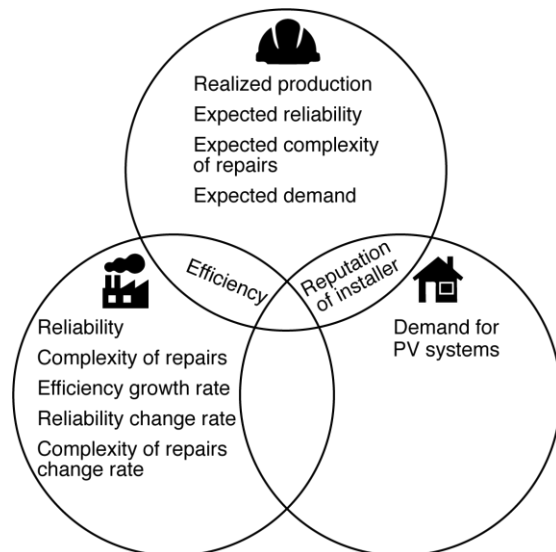 Realized production
Expected reliability
Expected complexity
of repairs
Expected demand
Efficiency
Reputation
of installer
Reliability
Complexity of repairs
Efficiency growth rate
Reliability change rate
Complexity of repairs
change rate
Demand for
PV systems